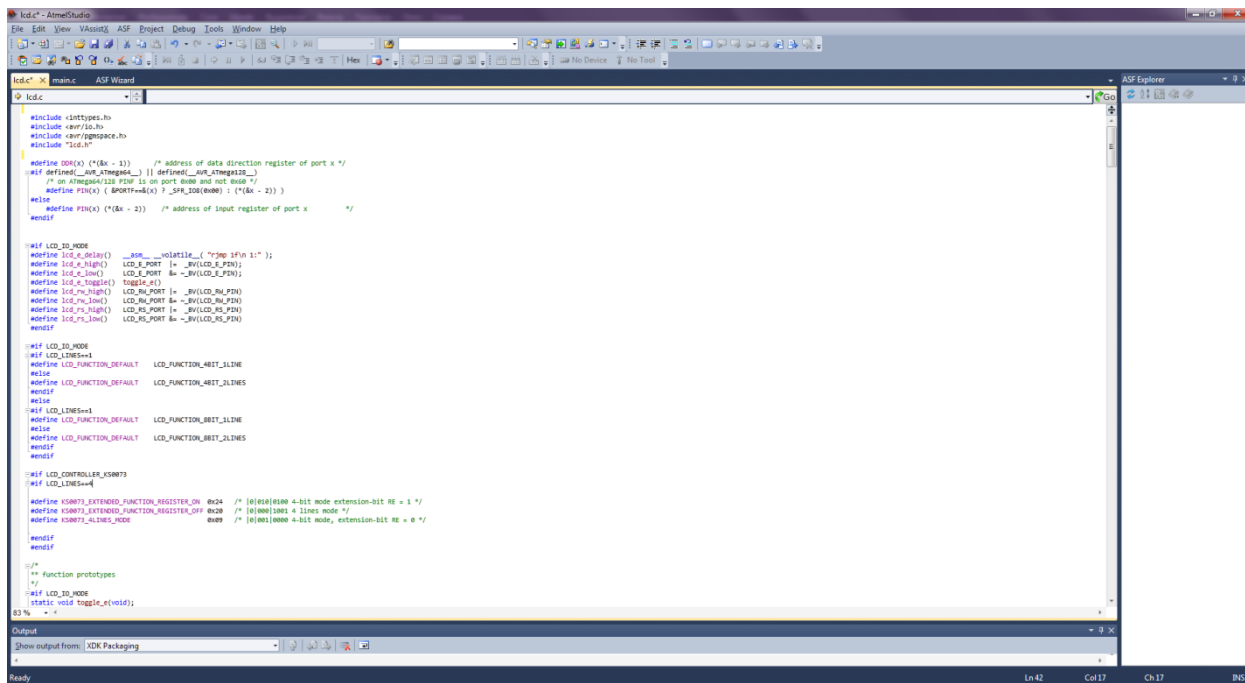 lcd.c* - AtmelStudio
File Edit View VAssistX ASF Project Debug Tools Window Help
Hex
No Device No Tool
lcd.c* main.c ASF Wizard
ASF Explorer
lcd.c
Go
#include <inttypes.h>
#include <avr/io.h>
#include <avr/pgmspace.h>
#include "lcd.h"
#define DDR(x) (*(&x - 1)) /* address of data direction register of port x */
#if defined(__AVR_ATmega64__) || defined(__AVR_ATmega128__)
/* on ATmega64/128 PINF is on port 0x00 and not 0x60 */
#define PIN(x) ( &PORTF==&(x) ? _SFR_IO8(0x00) : (*(&x - 2)) )
#else
#define PIN(x) (*(&x - 2)) /* address of input register of port x */
#endif
#if LCD_IO_MODE
#define lcd_e_delay() __asm__ __volatile__( "rjmp 1f\n 1:" );
#define lcd_e_high() LCD_E_PORT |= _BV(LCD_E_PIN);
#define lcd_e_low() LCD_E_PORT &= ~_BV(LCD_E_PIN);
#define lcd_e_toggle() toggle_e()
#define lcd_rw_high() LCD_RW_PORT |= _BV(LCD_RW_PIN)
#define lcd_rw_low() LCD_RW_PORT &= ~_BV(LCD_RW_PIN)
#define lcd_rs_high() LCD_RS_PORT |= _BV(LCD_RS_PIN)
#define lcd_rs_low() LCD_RS_PORT &= ~_BV(LCD_RS_PIN)
#endif
#if LCD_IO_MODE
#if LCD_LINES==1
#define LCD_FUNCTION_DEFAULT LCD_FUNCTION_4BIT_1LINE
#else
#define LCD_FUNCTION_DEFAULT LCD_FUNCTION_4BIT_2LINES
#endif
#else
#if LCD_LINES==1
#define LCD_FUNCTION_DEFAULT LCD_FUNCTION_8BIT_1LINE
#else
#define LCD_FUNCTION_DEFAULT LCD_FUNCTION_8BIT_2LINES
#endif
#endif
#if LCD_CONTROLLER_KS0073
#if LCD_LINES==4
#define KS0073_EXTENDED_FUNCTION_REGISTER_ON 0x24 /* |0|010|0100 4-bit mode extension-bit RE = 1 */
#define KS0073_EXTENDED_FUNCTION_REGISTER_OFF 0x20 /* |0|000|1001 4 lines mode */
#define KS0073_4LINES_MODE 0x09 /* |0|001|0000 4-bit mode, extension-bit RE = 0 */
#endif
#endif
/*
** function prototypes
*/
#if LCD_IO_MODE
static void toggle_e(void);
83 %
Output
Show output from: XDK Packaging
Ready Ln 42 Col 17 Ch 17 INS